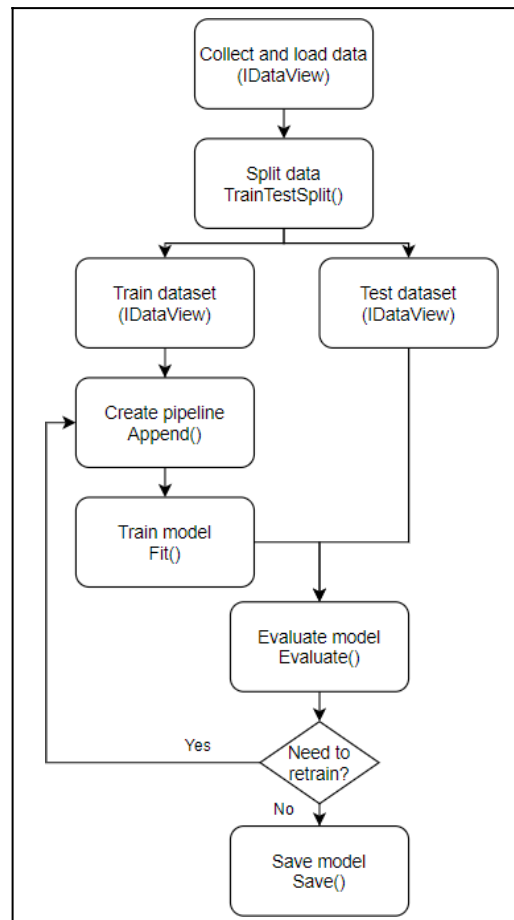 Collect and load data
(IDataView)
Split data
TrainTestSplit()
Train dataset
(IDataView)
Test dataset
(IDataView)
Create pipeline
Append()
Train model
Fit()
Evaluate model
Evaluate()
Yes
Need to
retrain?
No
Save model
Save()